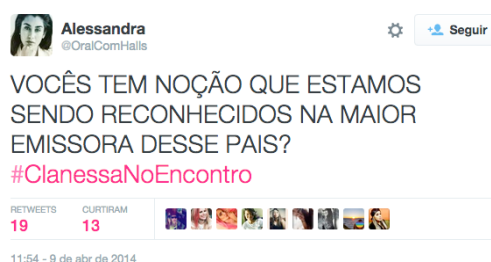 Alessandra
@OralComHalls
Seguir
VOCÊS TEM NOÇÃO QUE ESTAMOS
SENDO RECONHECIDOS NA MAIOR
EMISSORA DESSE PAIS?
#ClanessaNoEncontro
RETWEETS CURTIRAM
19 13
11:54 - 9 de abr de 2014